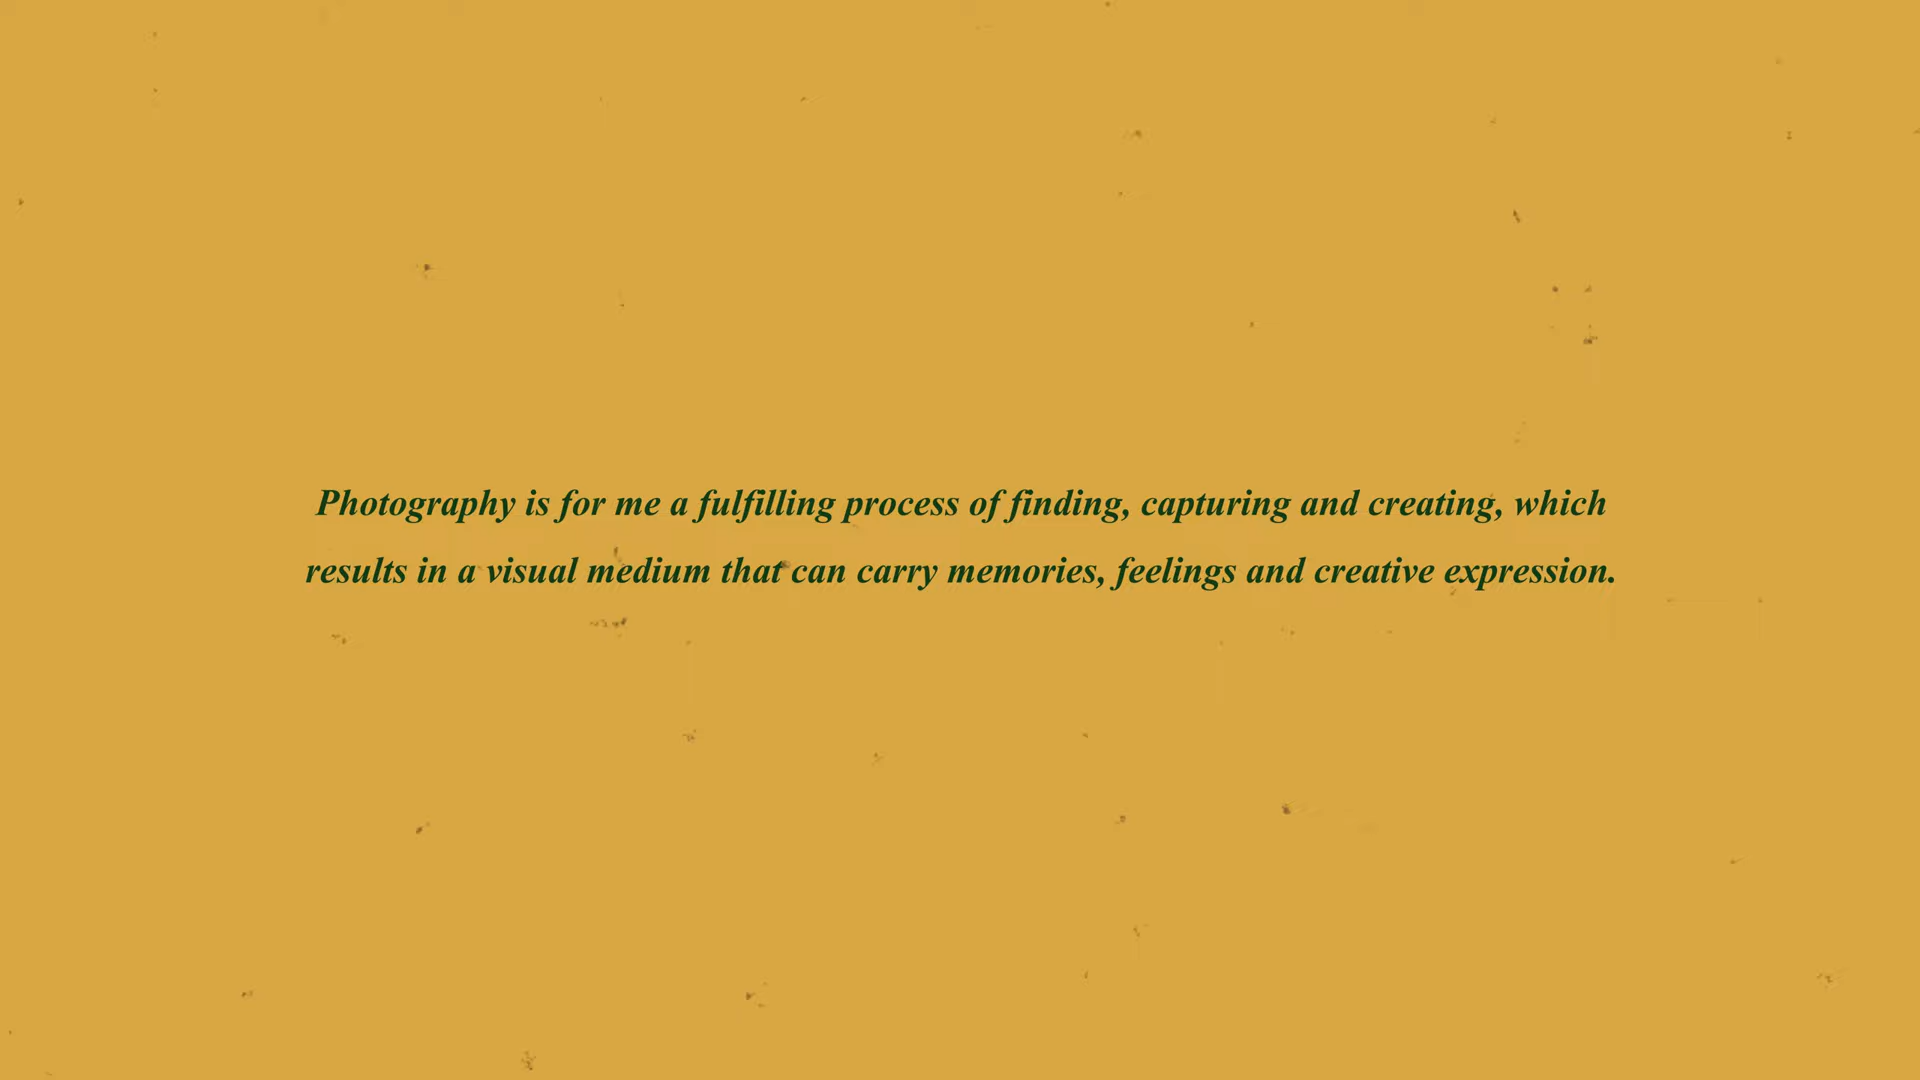 Photography is for me a fulfilling process of finding, capturing and creating, which
results in a visual medium that can carry memories, feelings and creative expression.